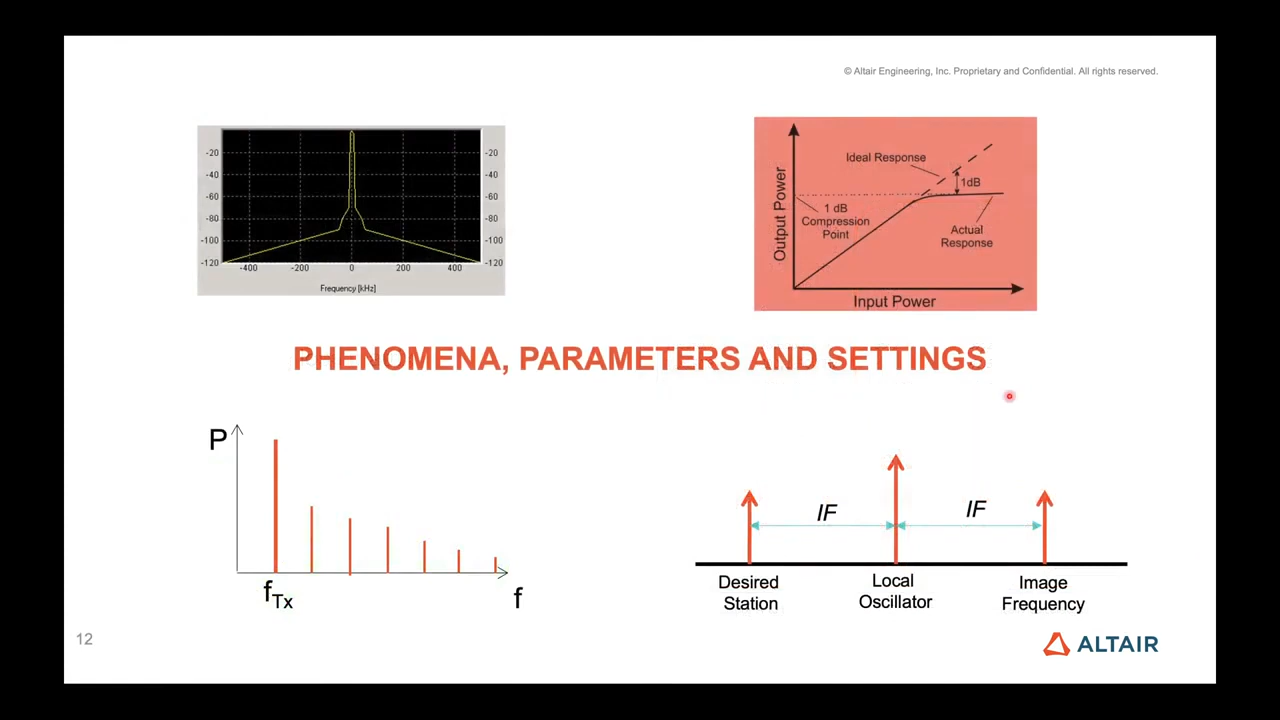 © Altair Engineering, Inc. Proprietary and Confidential. All rights reserved.
-20
-40
-60
-80
-100
-120
-20
-40
-60
-80
-100
-120
-400
-200
0
200
400
Frequency [kHz]
Output Power
Ideal Response
1dB
1 dB
Compression
Point
Actual
Response
Input Power
PHENOMENA, PARAMETERS AND SETTINGS
P
fTx
f
IF
IF
Desired
Station
Local
Oscillator
Image
Frequency
12
ALTAIR